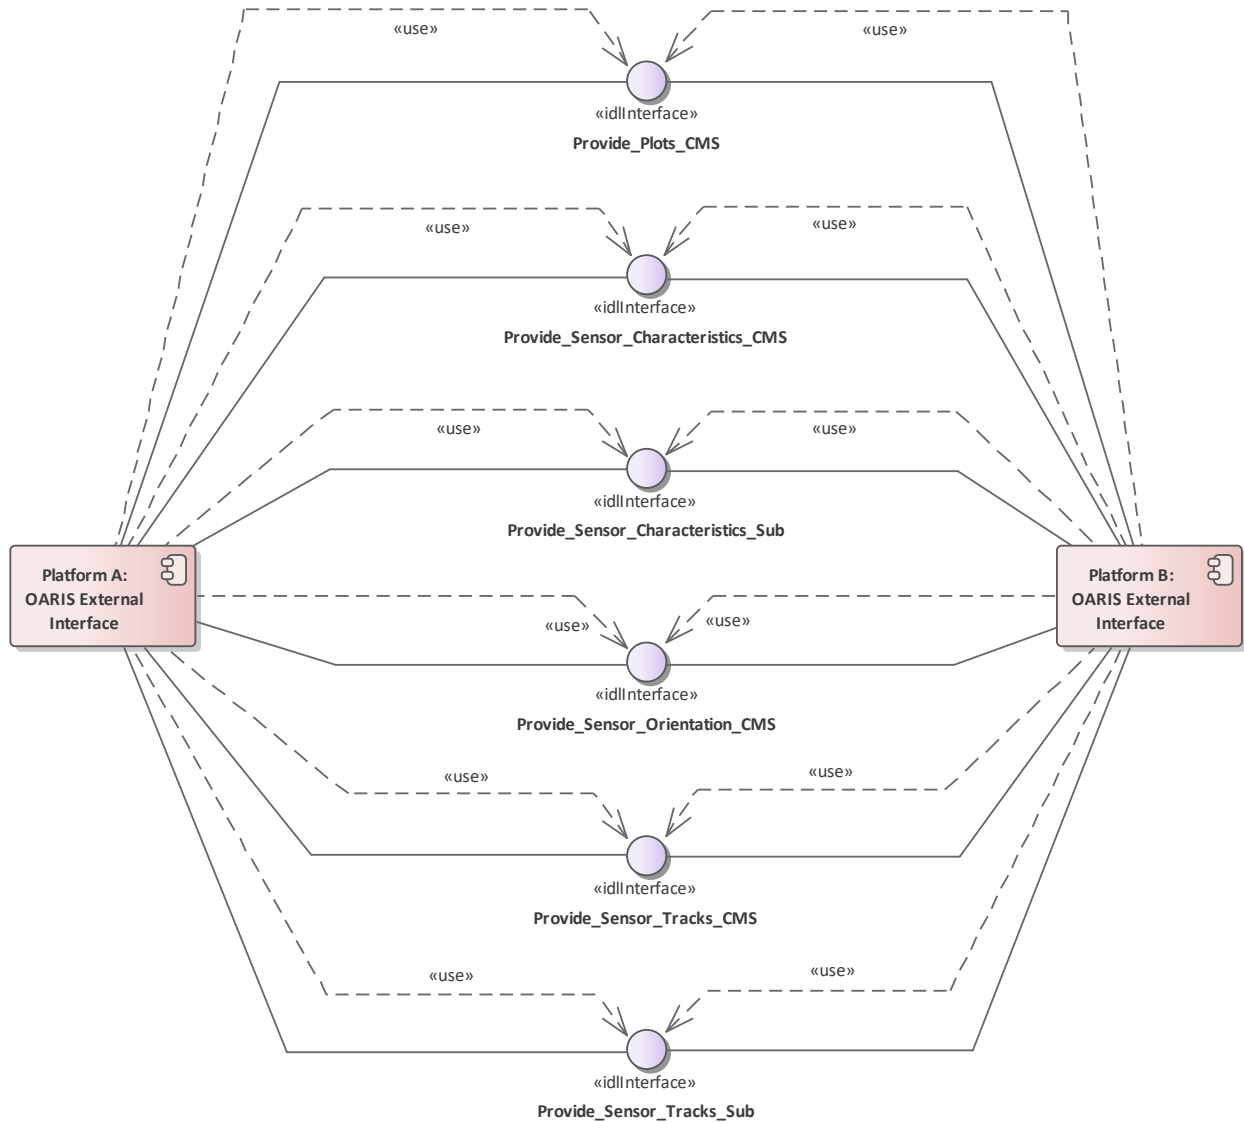 «use»
«use»
«idlInterface»
Provide_Plots_CMS
«use»
«use»
«idlInterface»
Provide_Sensor_Characteristics_CMS
«use»
«use»
«idlInterface»
Provide_Sensor_Characteristics_Sub
Platform A:
OARIS External
Interface
Platform B:
OARIS External
Interface
«use»
«use»
«idlInterface»
Provide_Sensor_Orientation_CMS
«use»
«use»
«idlInterface»
Provide_Sensor_Tracks_CMS
«use»
«use»
«idlInterface»
Provide_Sensor_Tracks_Sub